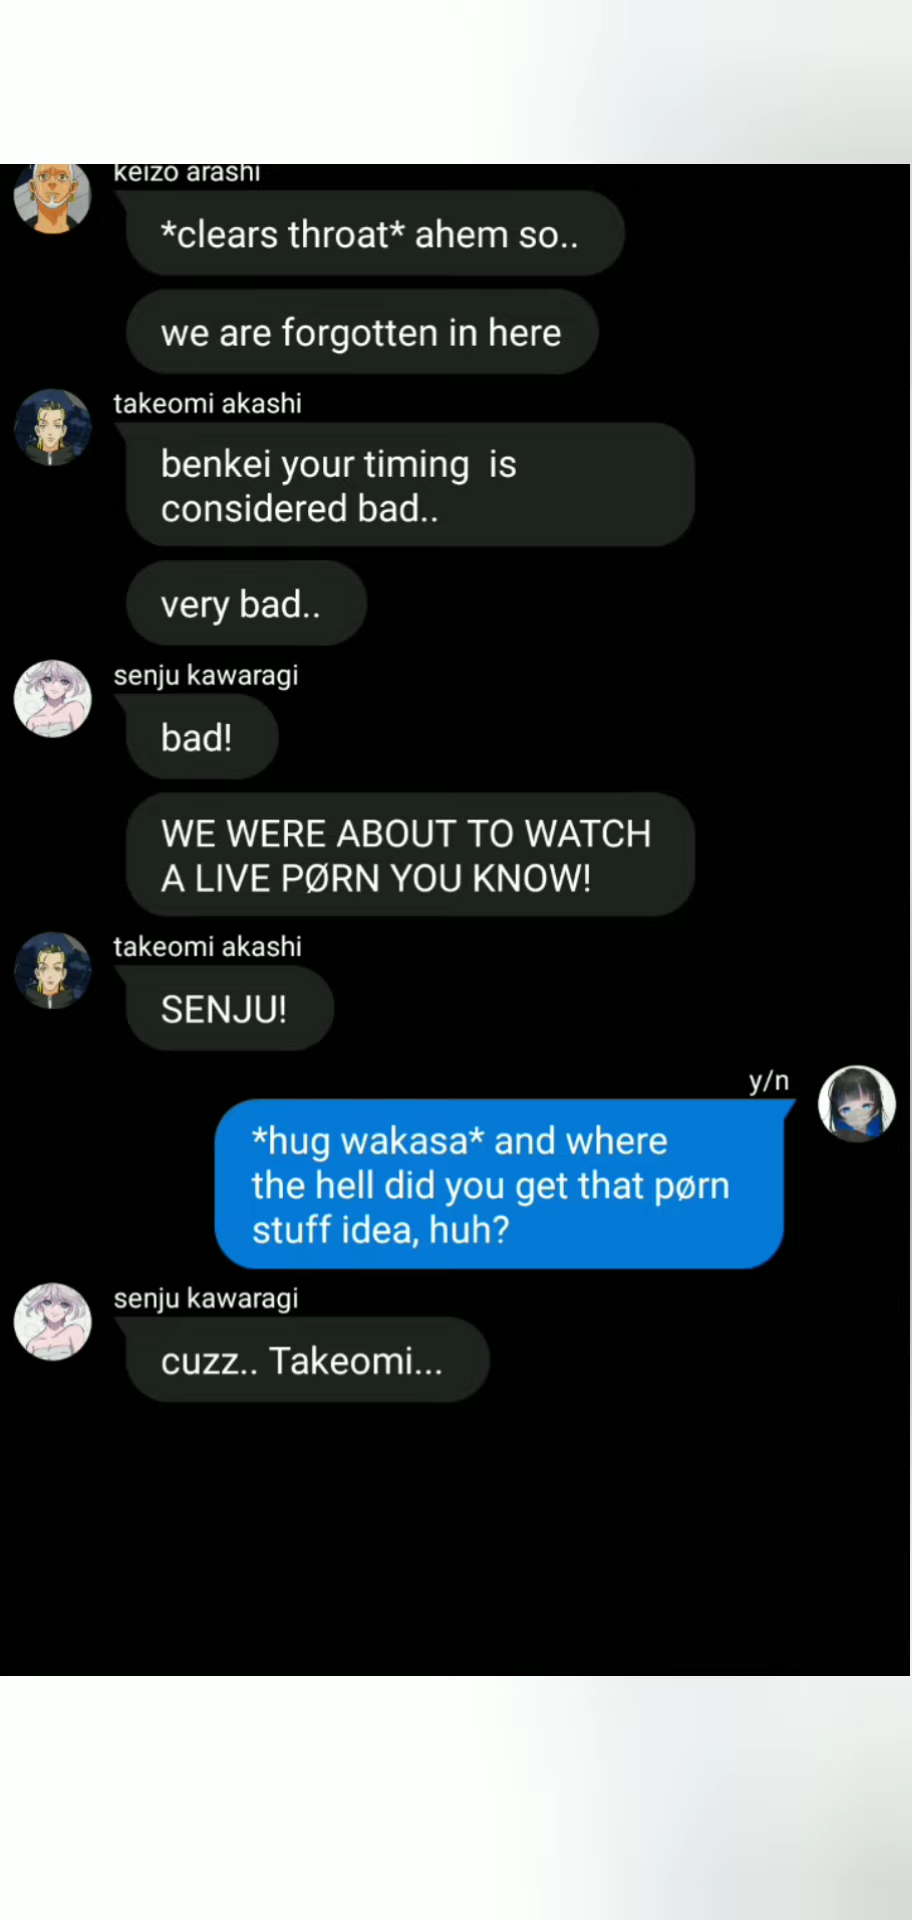 keizo arashi
*clears throat* ahem so..
we are forgotten in here
takeomi akashi
benkei your timing  is
considered bad..
very bad..
senju kawaragi
bad!
WE WERE ABOUT TO WATCH
A LIVE PØRN YOU KNOW!
takeomi akashi
SENJU!
y/n
*hug wakasa* and where
the hell did you get that pørn
stuff idea, huh?
senju kawaragi
cuzz.. Takeomi...